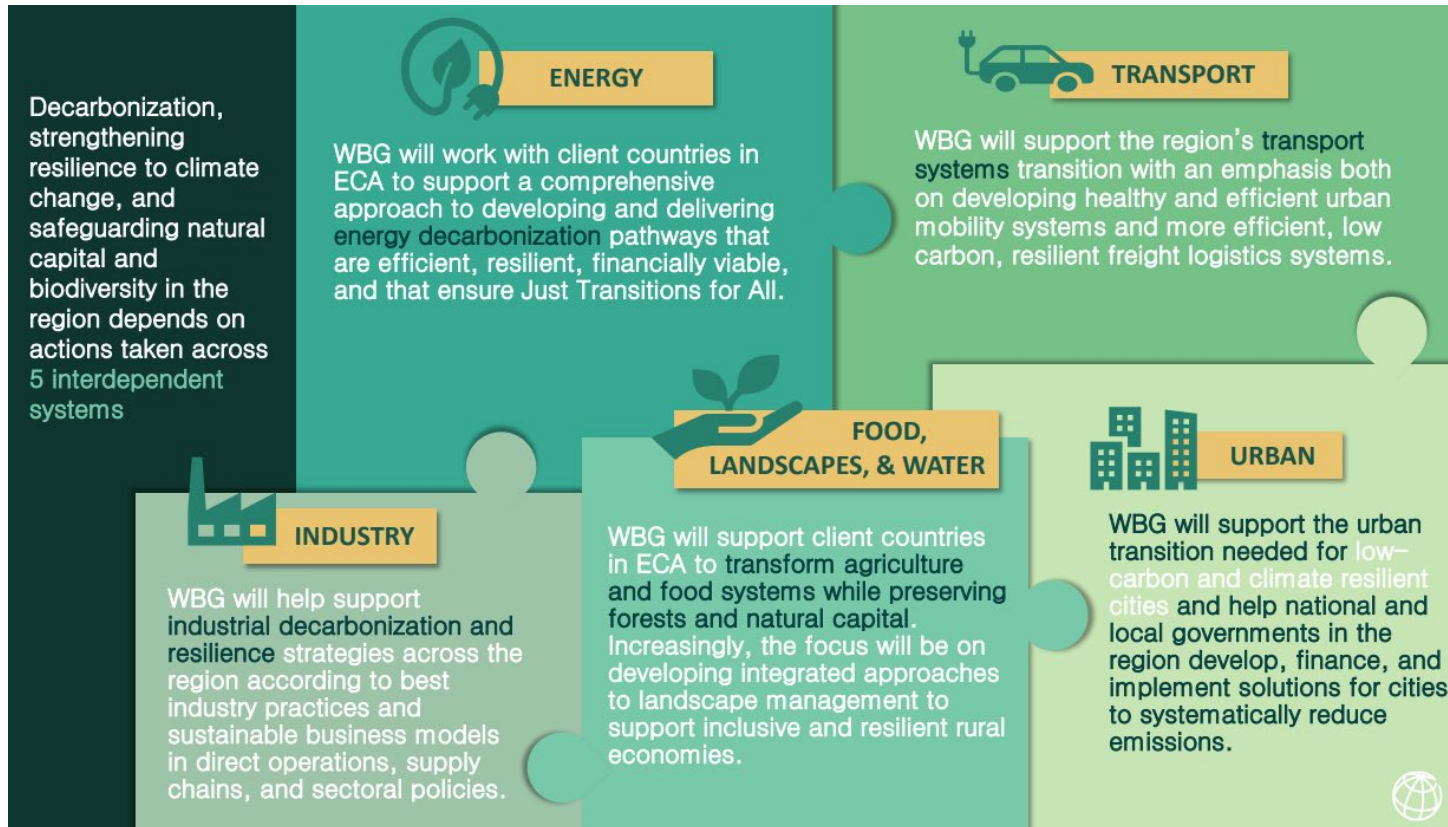 Decarbonization,
strengthening
resilience to climate
change, and
safeguarding natural
capital and
biodiversity in the
region depends on
actions taken across
5 interdependent
systems
ENERGY
WBG will work with client countries in
ECA to support a comprehensive
approach to developing and delivering
energy decarbonization pathways that
are efficient, resilient, financially viable,
and that ensure Just Transitions for All.
TRANSPORT
WBG will support the region's transport
systems transition with an emphasis both
on developing healthy and efficient urban
mobility systems and more efficient, low
carbon, resilient freight logistics systems.
INDUSTRY
WBG will help support
industrial decarbonization and
resilience strategies across the
region according to best
industry practices and
sustainable business models
in direct operations, supply
chains, and sectoral policies.
FOOD,
LANDSCAPES, & WATER
WBG will support client countries
in ECA to transform agriculture
and food systems while preserving
forests and natural capital.
Increasingly, the focus will be on
developing integrated approaches
to landscape management to
support inclusive and resilient rural
economies.
URBAN
WBG will support the urban
transition needed for low-
carbon and climate resilient
cities and help national and
local governments in the
region develop, finance, and
implement solutions for cities
to systematically reduce
emissions.